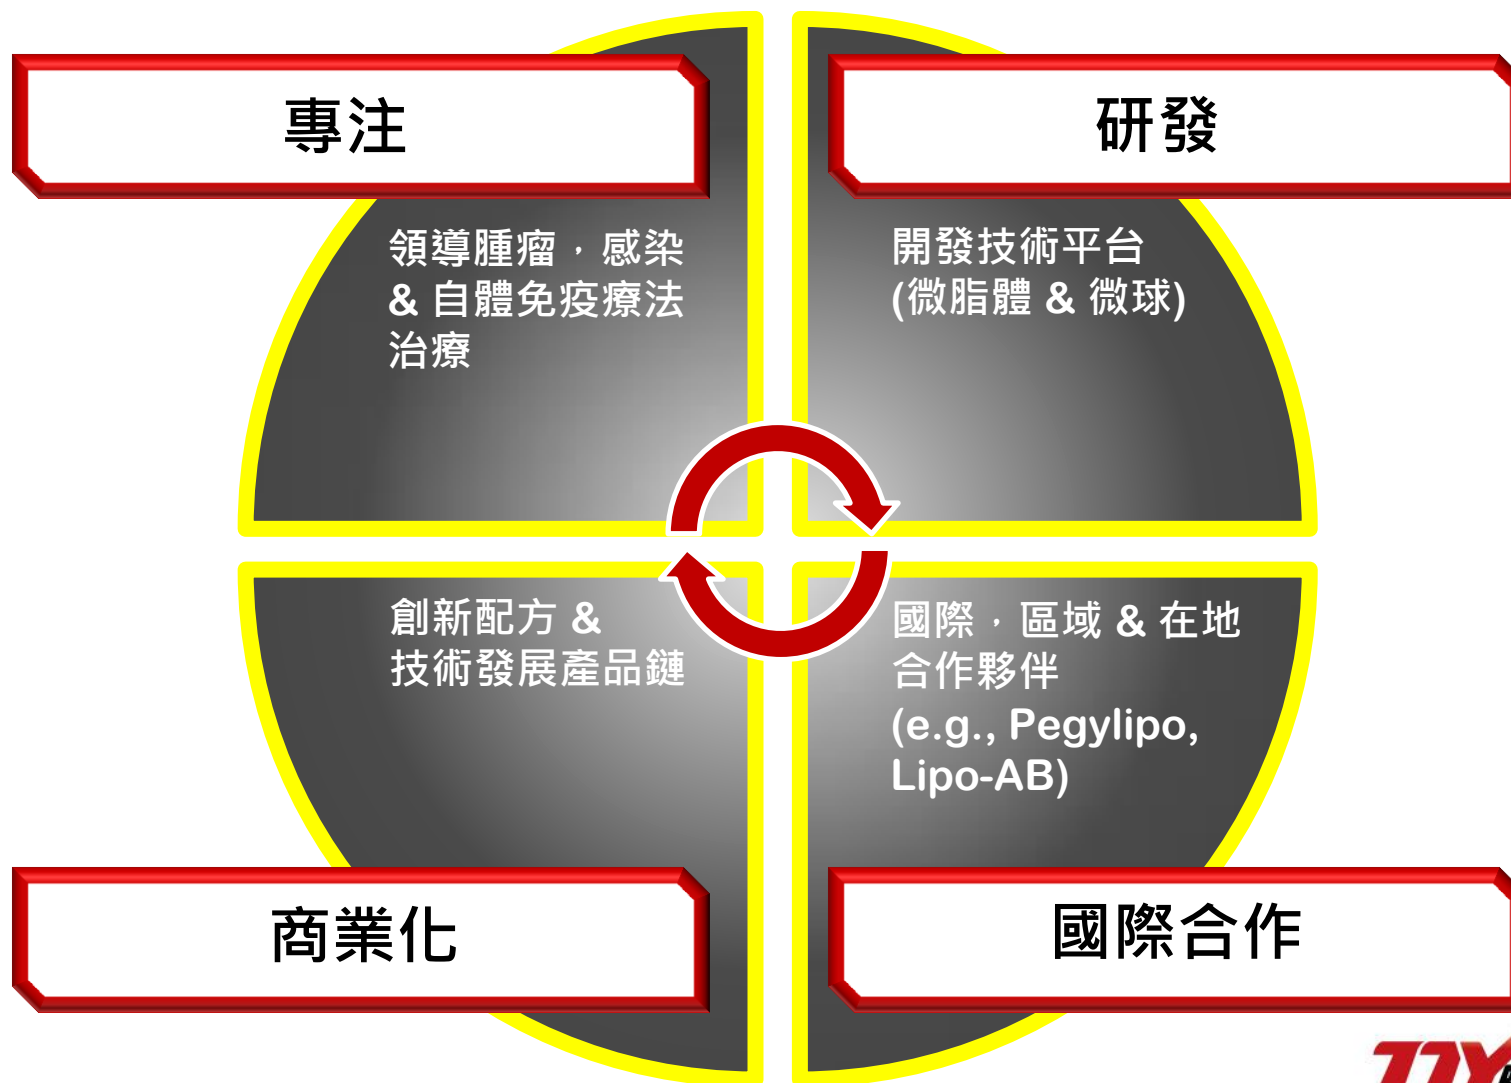 專注
領導腫瘤，感染
& 自體免疫療法
治療
研發
開發技術平台
(微脂體 & 微球)
創新配方 &
技術發展產品鏈
商業化
國際，區域 & 在地
合作夥伴
(e.g., Pegylipo,
Lipo-AB)
國際合作
TTY